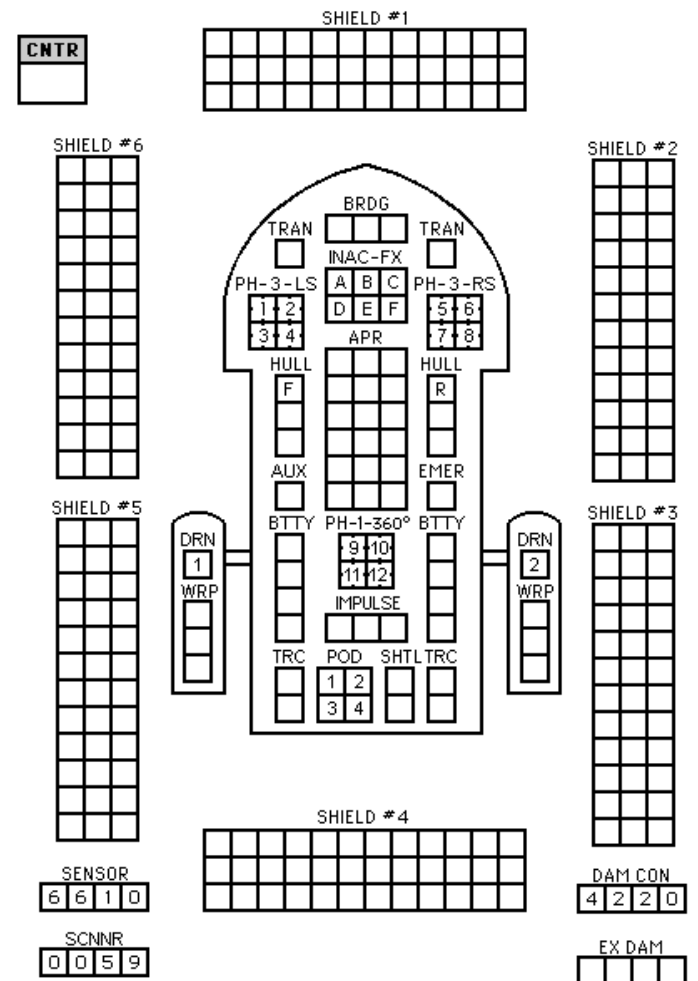 SHIELD #1
CNTR
SHIELD #6
SHIELD #2
BRDG
TRAN
TRAN
INAC-FX
A B C
D E F
PH-3-LS
1 2
3 4
PH-3-RS
5 6
7 8
APR
HULL
F
HULL
R
AUX
EMER
SHIELD #5
SHIELD #3
BTTY
PH-1-360°
9 10
11 12
BTTY
DRN
1
WRP
DRN
2
WRP
IMPULSE
TRC
POD
1 2
3 4
SHTL
TRC
SHIELD #4
SENSOR
6 6 1 0
DAM CON
4 2 2 0
SCNNR
0 0 5 9
EX DAM